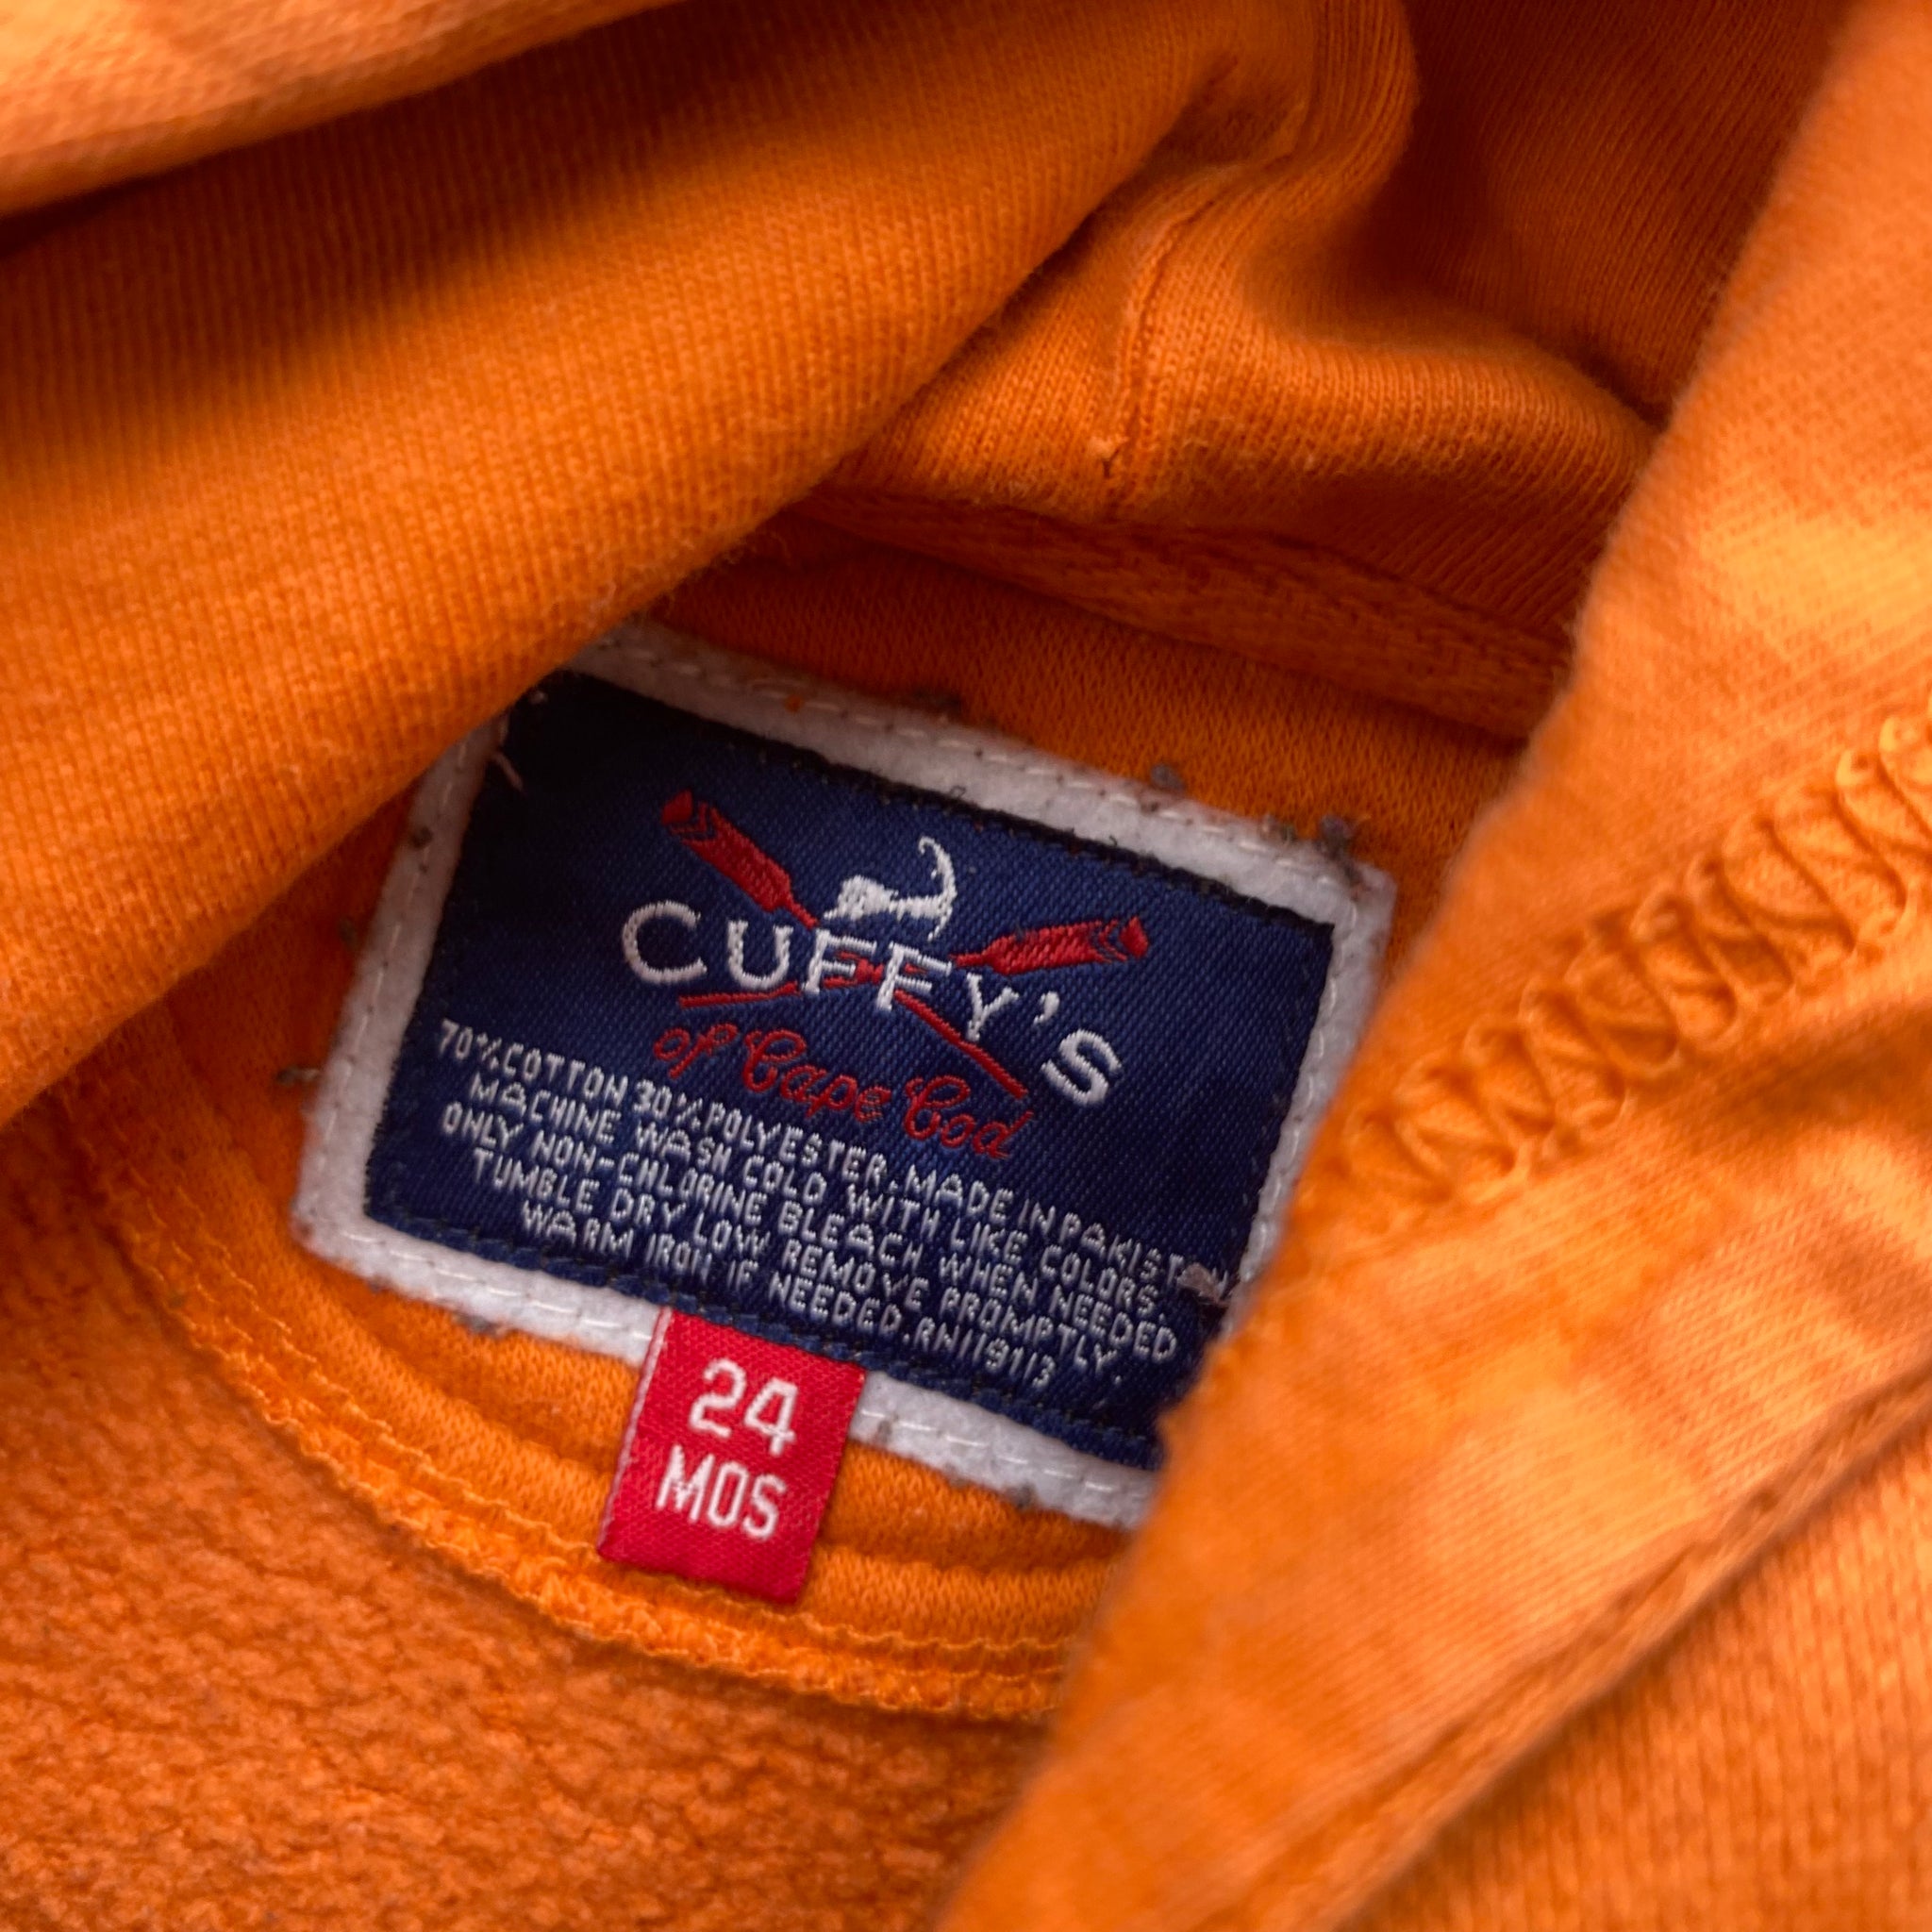 CUFFY'S
of Cape Cod
70% COTTON 30% POLYESTER. MADE IN PAKISTAN
MACHINE WASH COLD WITH LIKE COLORS.
ONLY NON-CHLORINE BLEACH WHEN NEEDED
TUMBLE DRY LOW REMOVE PROMPTLY.
WARM IRON IF NEEDED. RN119113
24
MOS